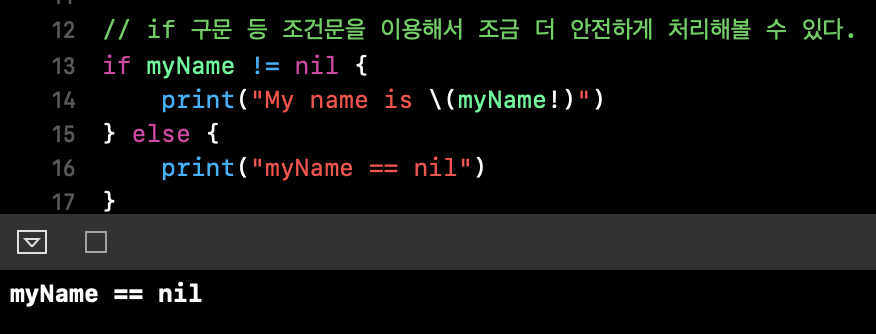 12 // if 구문 등 조건문을 이용해서 조금 더 안전하게 처리해볼 수 있다.
13 if myName != nil {
14     print("My name is \(myName!)")
15 } else {
16     print("myName == nil")
17 }
myName == nil